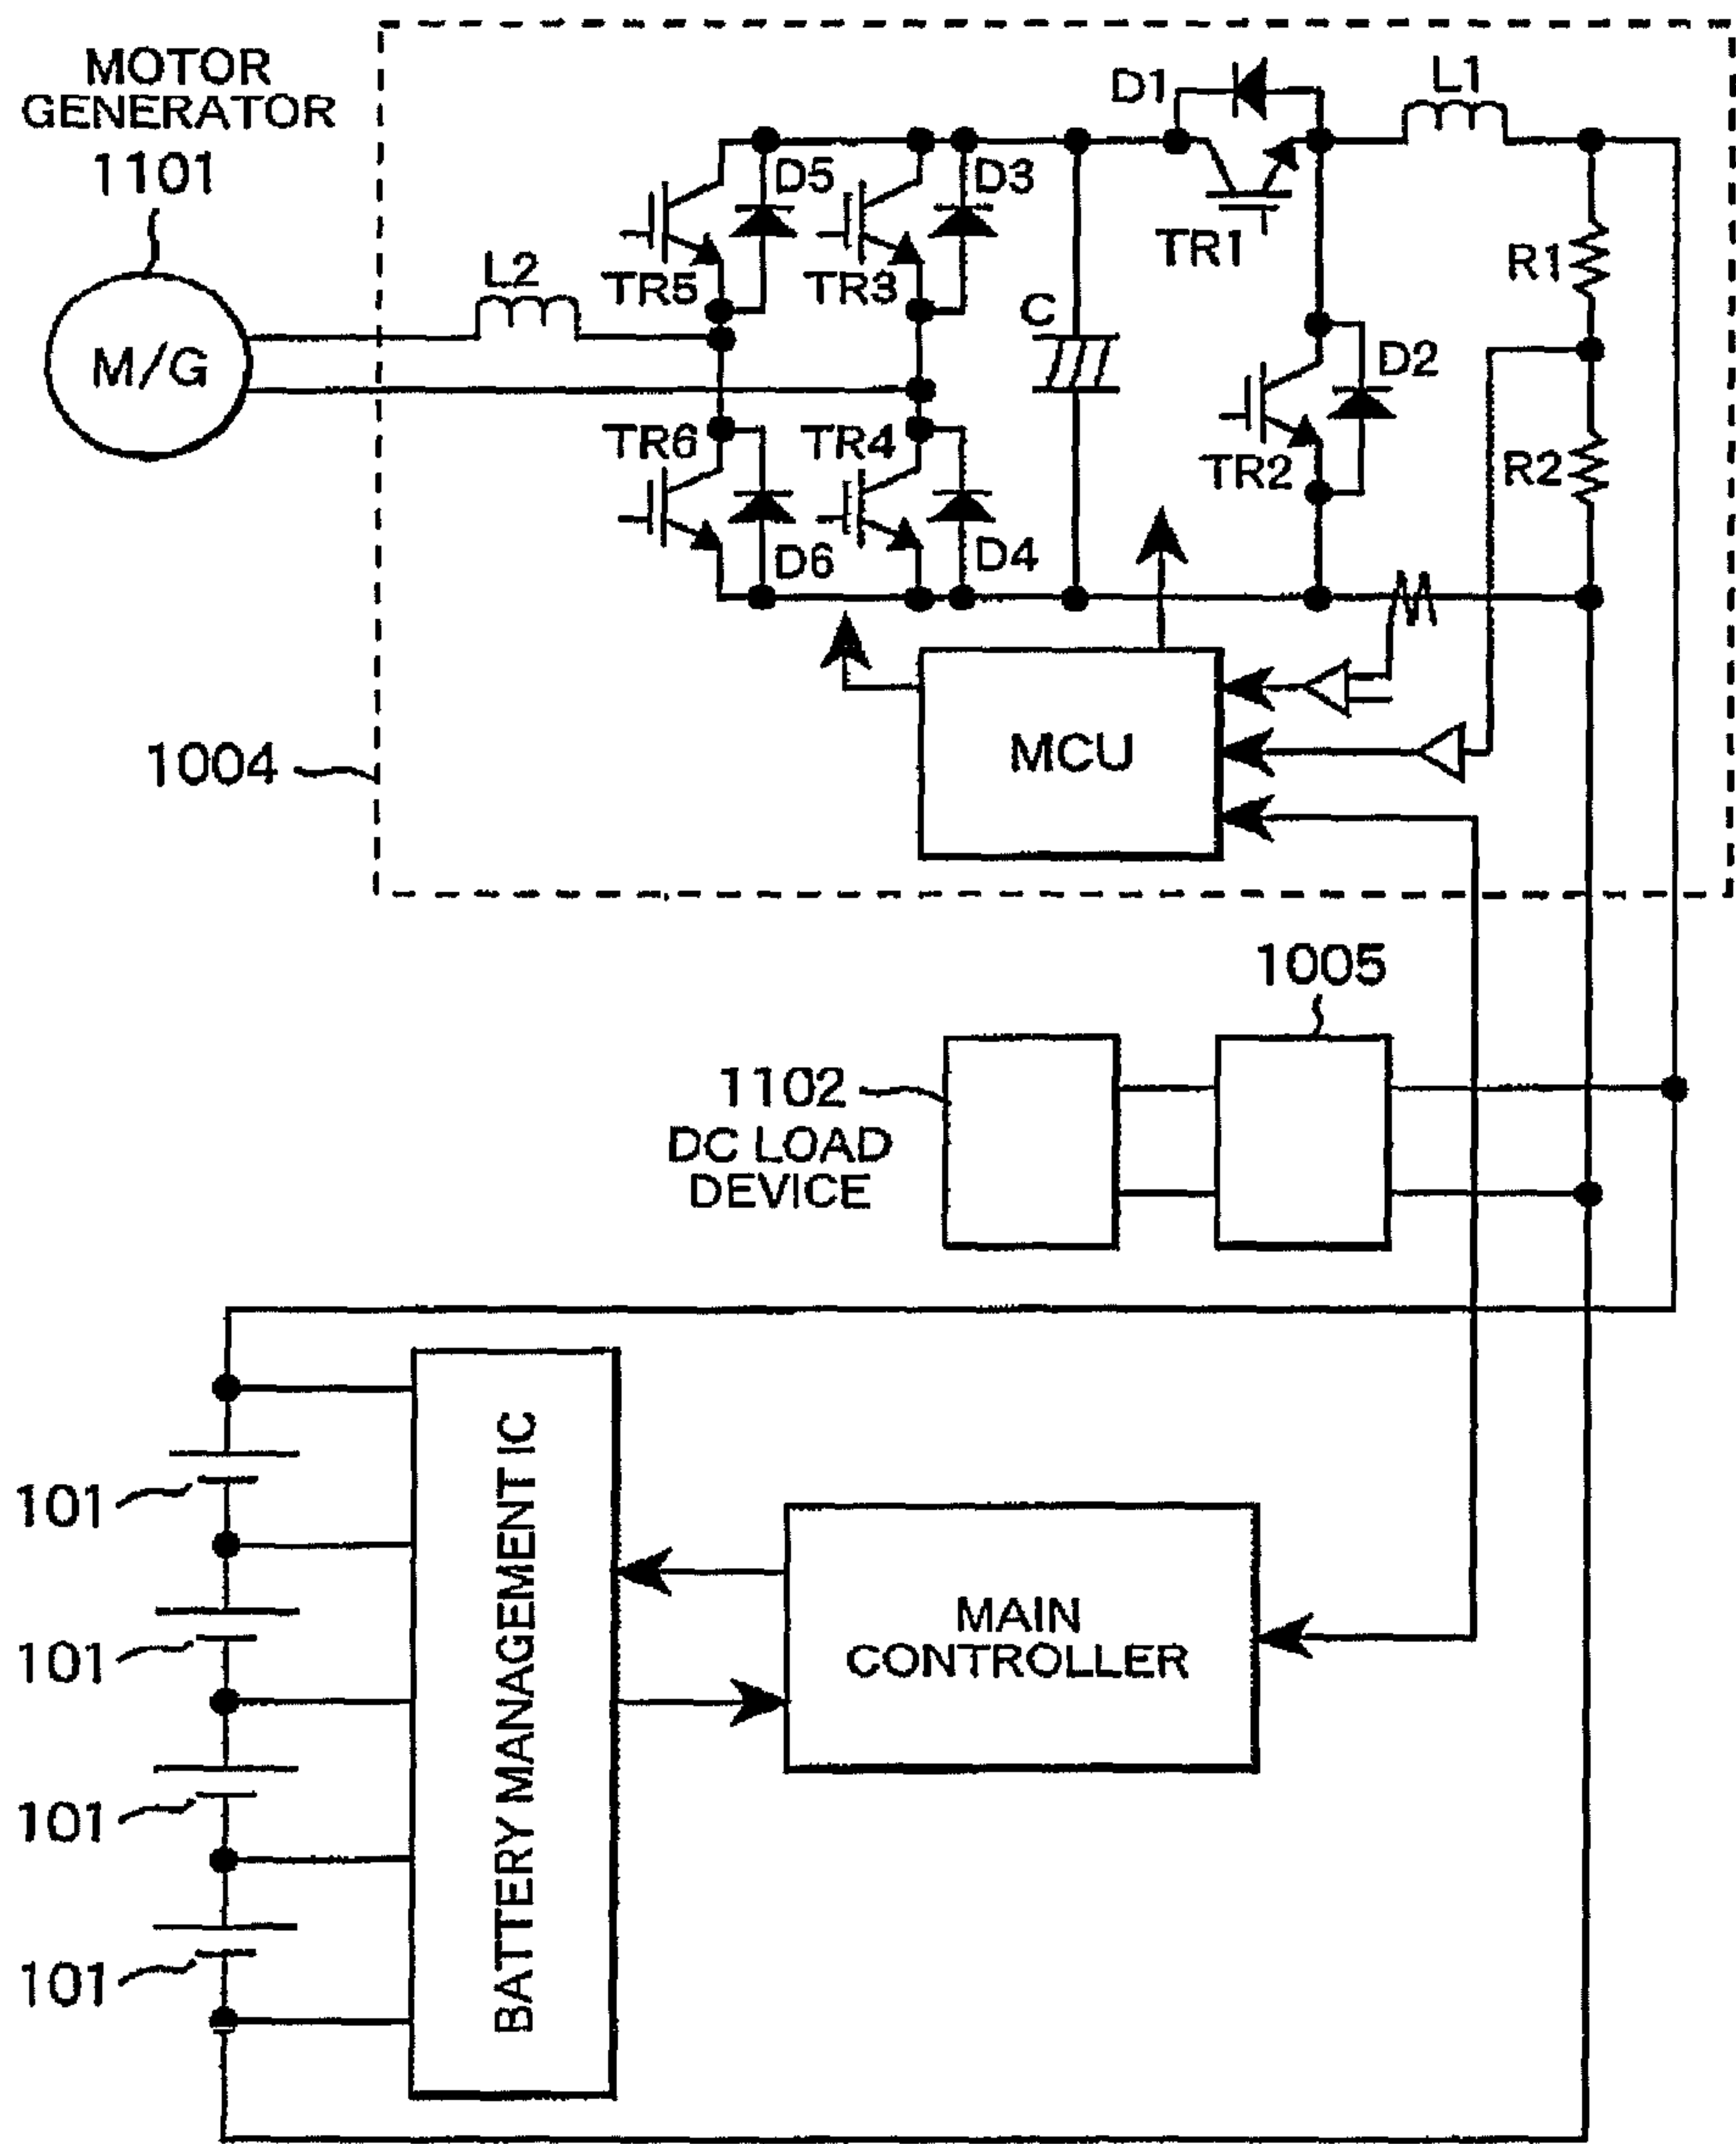 MOTOR
GENERATOR
1101
M/G
L2
D1
L1
D5
D3
TR5
TR3
TR1
R1
C
D2
TR6
TR4
TR2
R2
D6
D4
MCU
1004
1005
1102
DC LOAD
DEVICE
BATTERY MANAGEMENT IC
MAIN
CONTROLLER
101
101
101
101